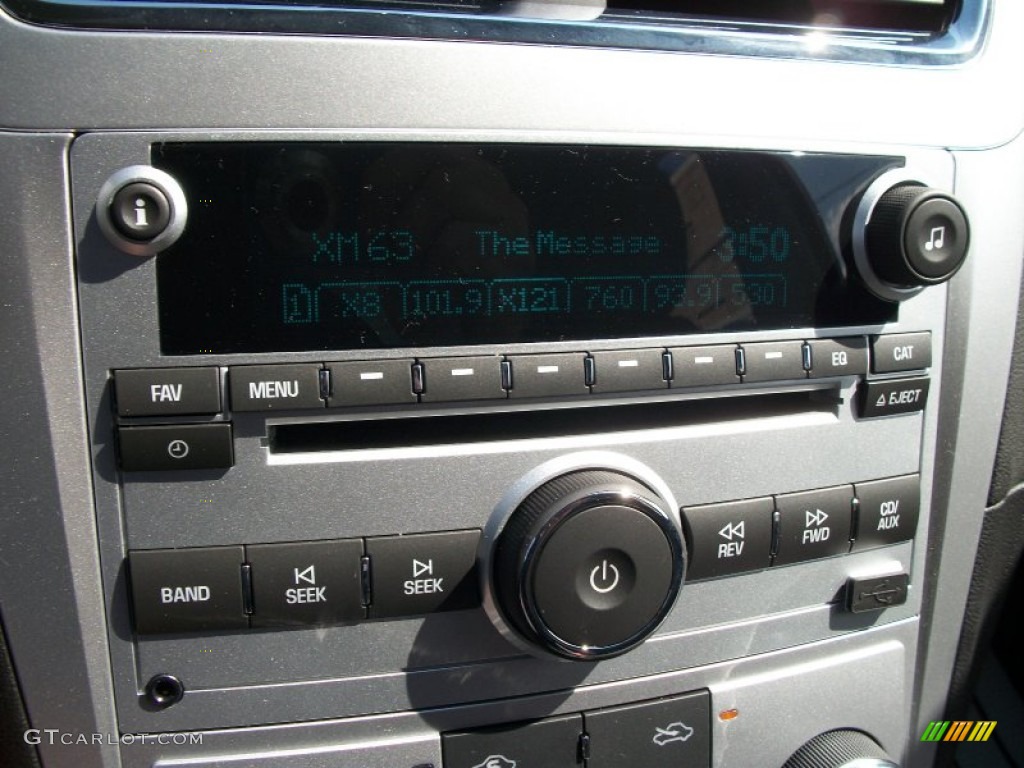 XM63 The Message 3:50
X8 101.9 X121 760 93.9 530
i
FAV MENU EQ CAT
EJECT
BAND SEEK SEEK REV FWD CD/AUX
GTCARLOT.COM